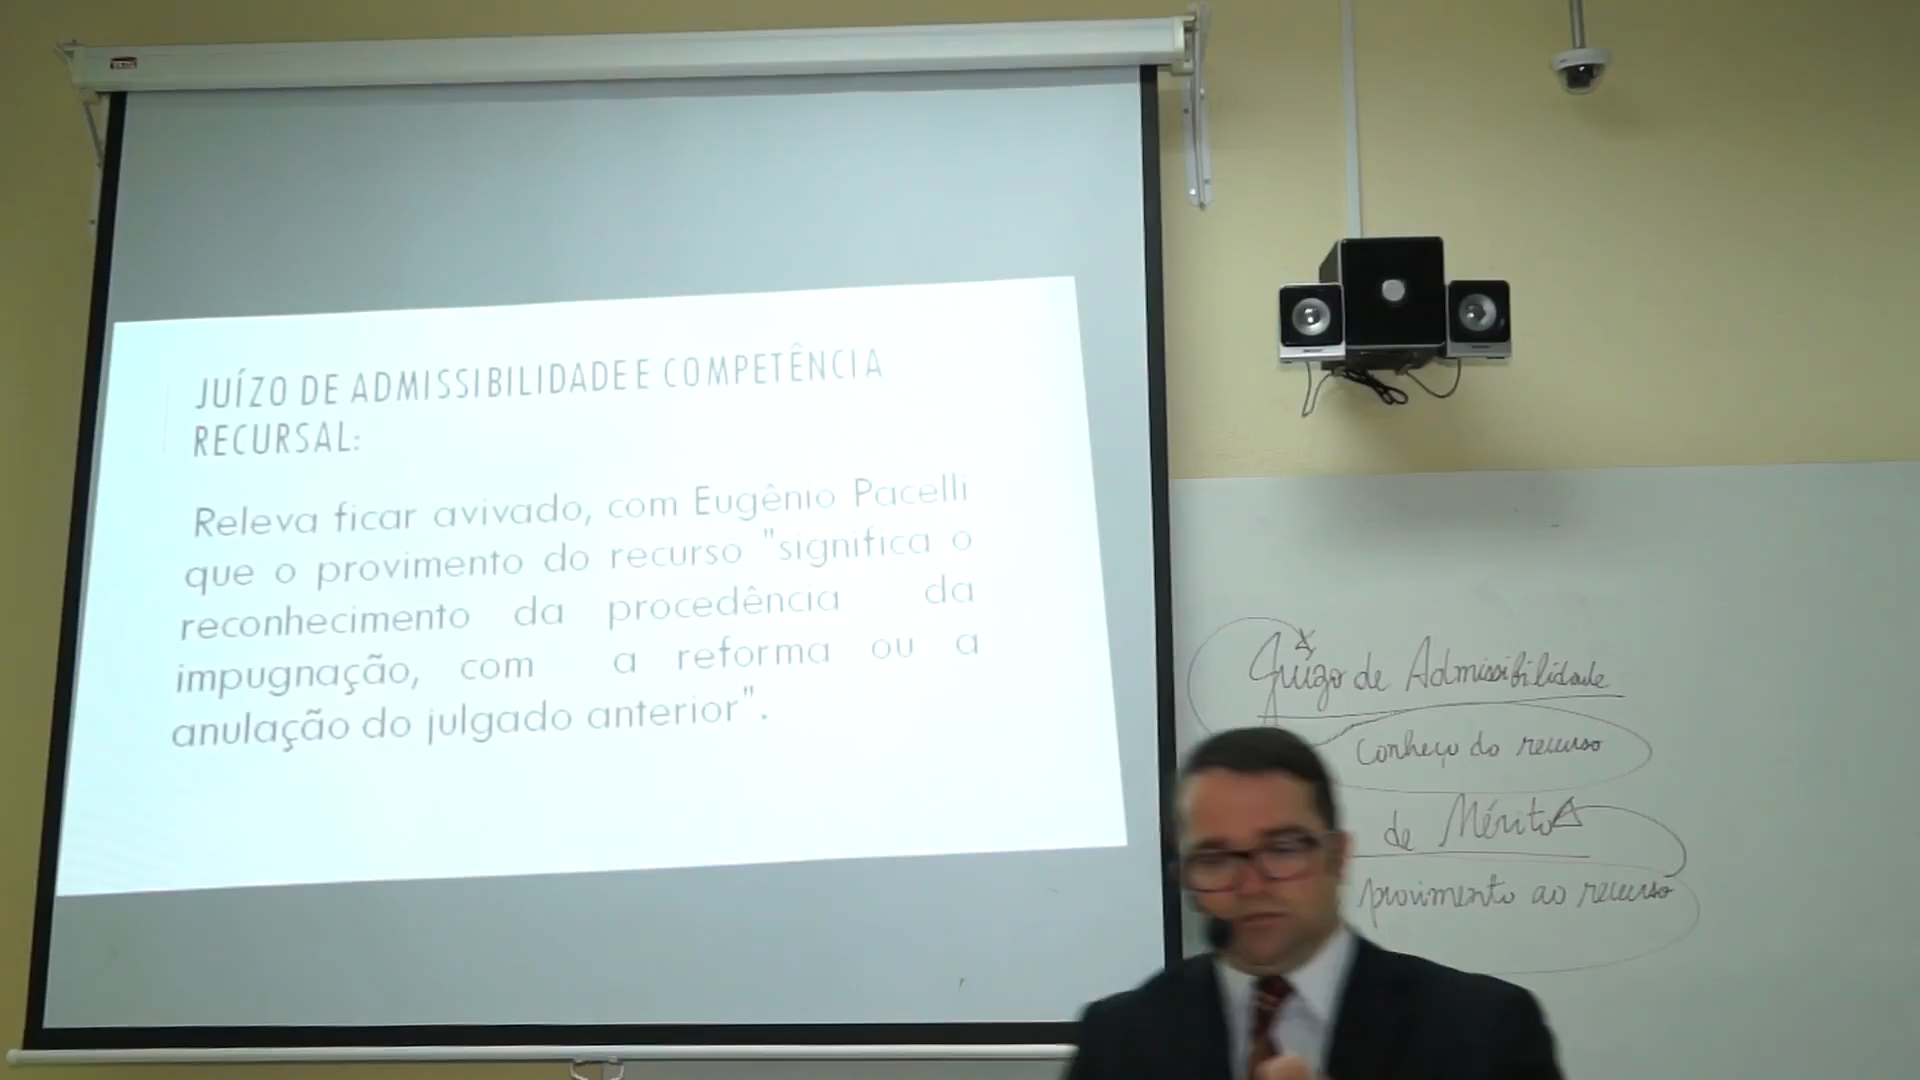 JUÍZO DE ADMISSIBILIDADE E COMPETÊNCIA
RECURSAL:
Releva ficar avivado, com Eugênio Pacelli
que o provimento do recurso "significa o
reconhecimento da procedência da
impugnação, com a reforma ou a
anulação do julgado anterior".
Juízo de Admissibilidade
Conheço do recurso
de Mérito
provimento ao recurso